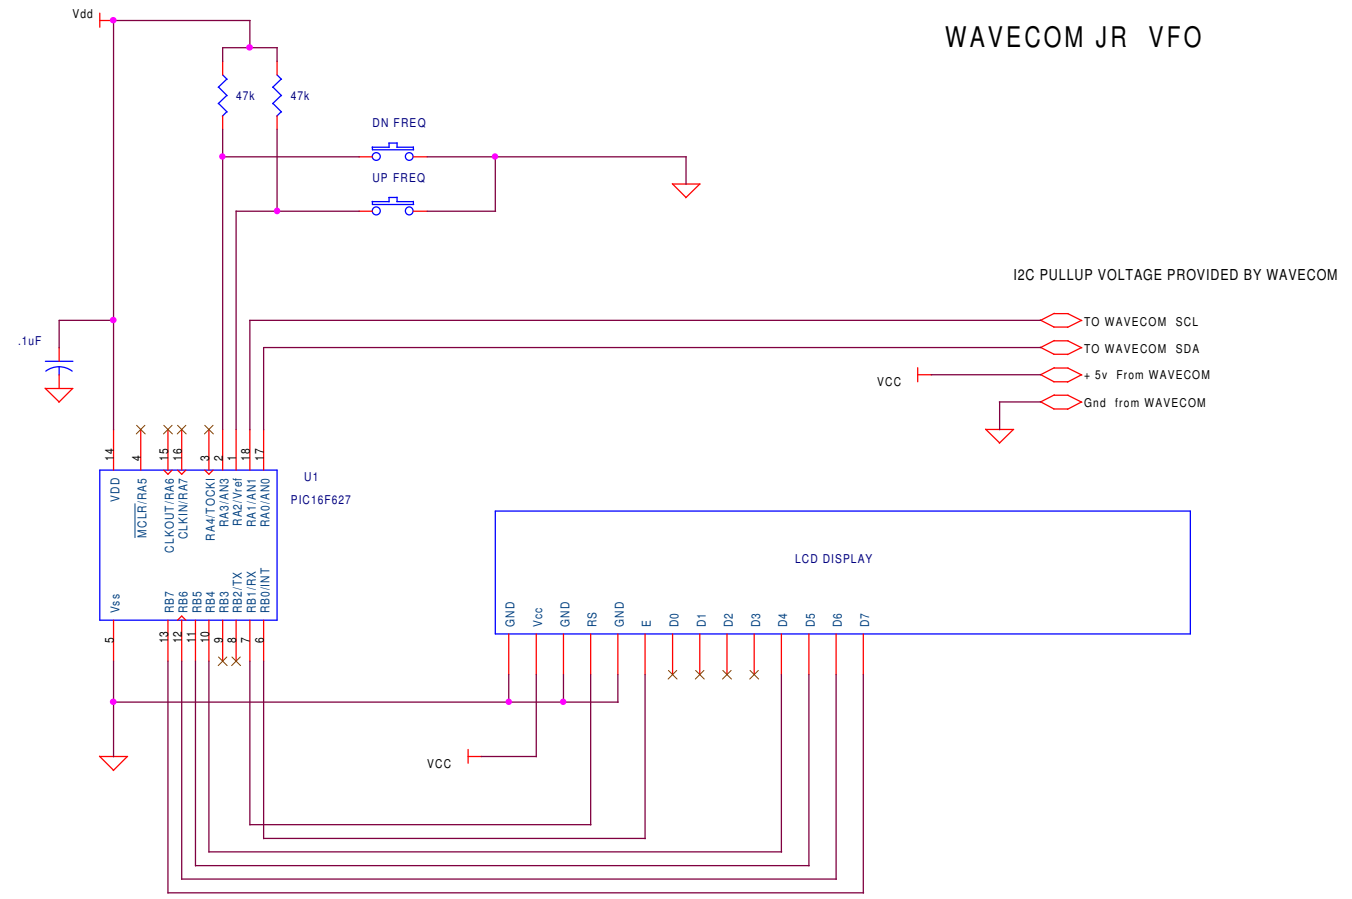 Vdd
WAVECOM JR VFO
47k
47k
DN FREQ
UP FREQ
I2C PULLUP VOLTAGE PROVIDED BY WAVECOM
TO WAVECOM SCL
.1uF
TO WAVECOM SDA
VCC
+ 5v From WAVECOM
Gnd from WAVECOM
14
4
15
16
3
2
1
18
17
U1
PIC16F627
VDD
MCLR/RA5
CLKOUT/RA6
CLKIN/RA7
RA4/TOCKI
RA3/AN3
RA2/Vref
RA1/AN1
RA0/AN0
LCD DISPLAY
Vss
RB7
RB6
RB5
RB4
RB3
RB2/TX
RB1/RX
RB0/INT
GND
Vcc
GND
RS
GND
E
D0
D1
D2
D3
D4
D5
D6
D7
5
13
12
11
10
9
8
7
6
VCC